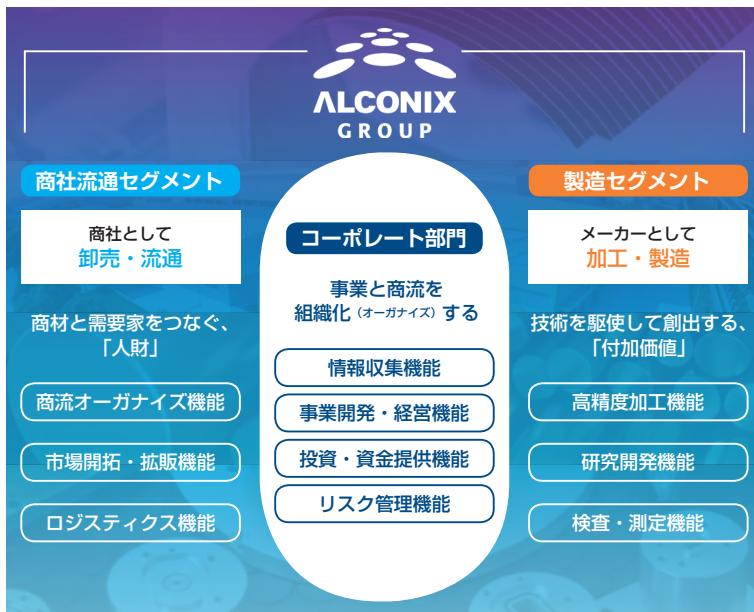 ALCONIX
GROUP
商社流通セグメント
商社として
卸売・流通
商材と需要家をつなぐ、
「人財」
商流オーガナイズ機能
市場開拓・拡販機能
ロジスティクス機能
コーポレート部門
事業と商流を
組織化（オーガナイズ）する
情報収集機能
事業開発・経営機能
投資・資金提供機能
リスク管理機能
製造セグメント
メーカーとして
加工・製造
技術を駆使して創出する、
「付加価値」
高精度加工機能
研究開発機能
検査・測定機能